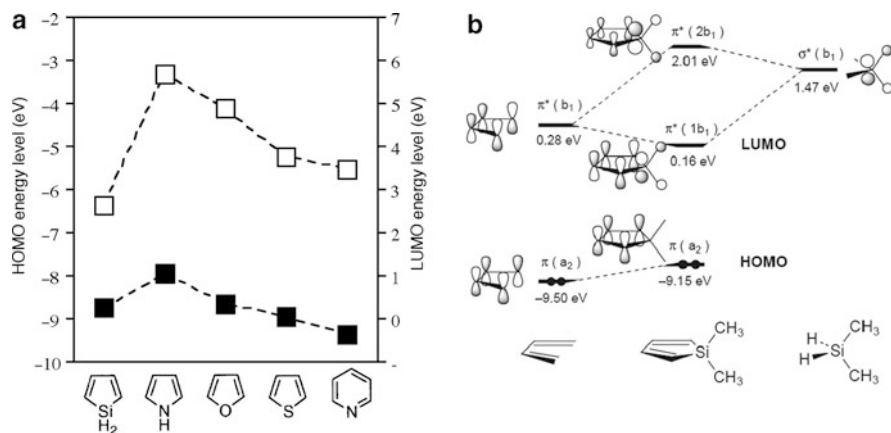 a
HOMO energy level (eV)
-2
-3
-4
-5
-6
-7
-8
-9
-10
7
6
5
4
3
2
1
0
-
LUMO energy level (eV)
Si
H₂
N
H
O
S
N
b
π* (2b₁)
2.01 eV
σ* (b₁)
1.47 eV
π* (b₁)
0.28 eV
π* (1b₁)
0.16 eV
LUMO
π (a₂)
–9.15 eV
HOMO
π (a₂)
–9.50 eV
CH₃
Si
CH₃
H
H
Si
CH₃
CH₃